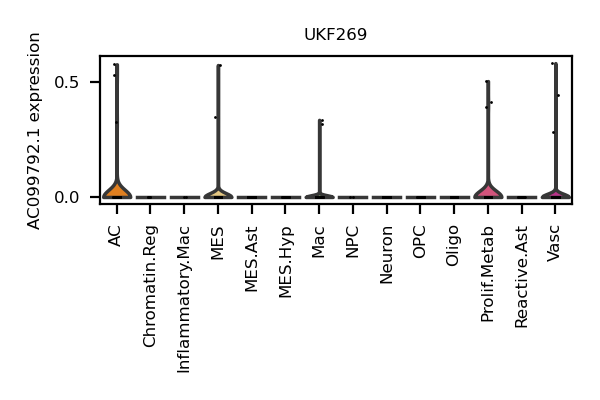 UKF269
AC099792.1 expression
0.5
0.0
AC
Chromatin.Reg
Inflammatory.Mac
MES
MES.Ast
MES.Hyp
Mac
NPC
Neuron
OPC
Oligo
Prolif.Metab
Reactive.Ast
Vasc